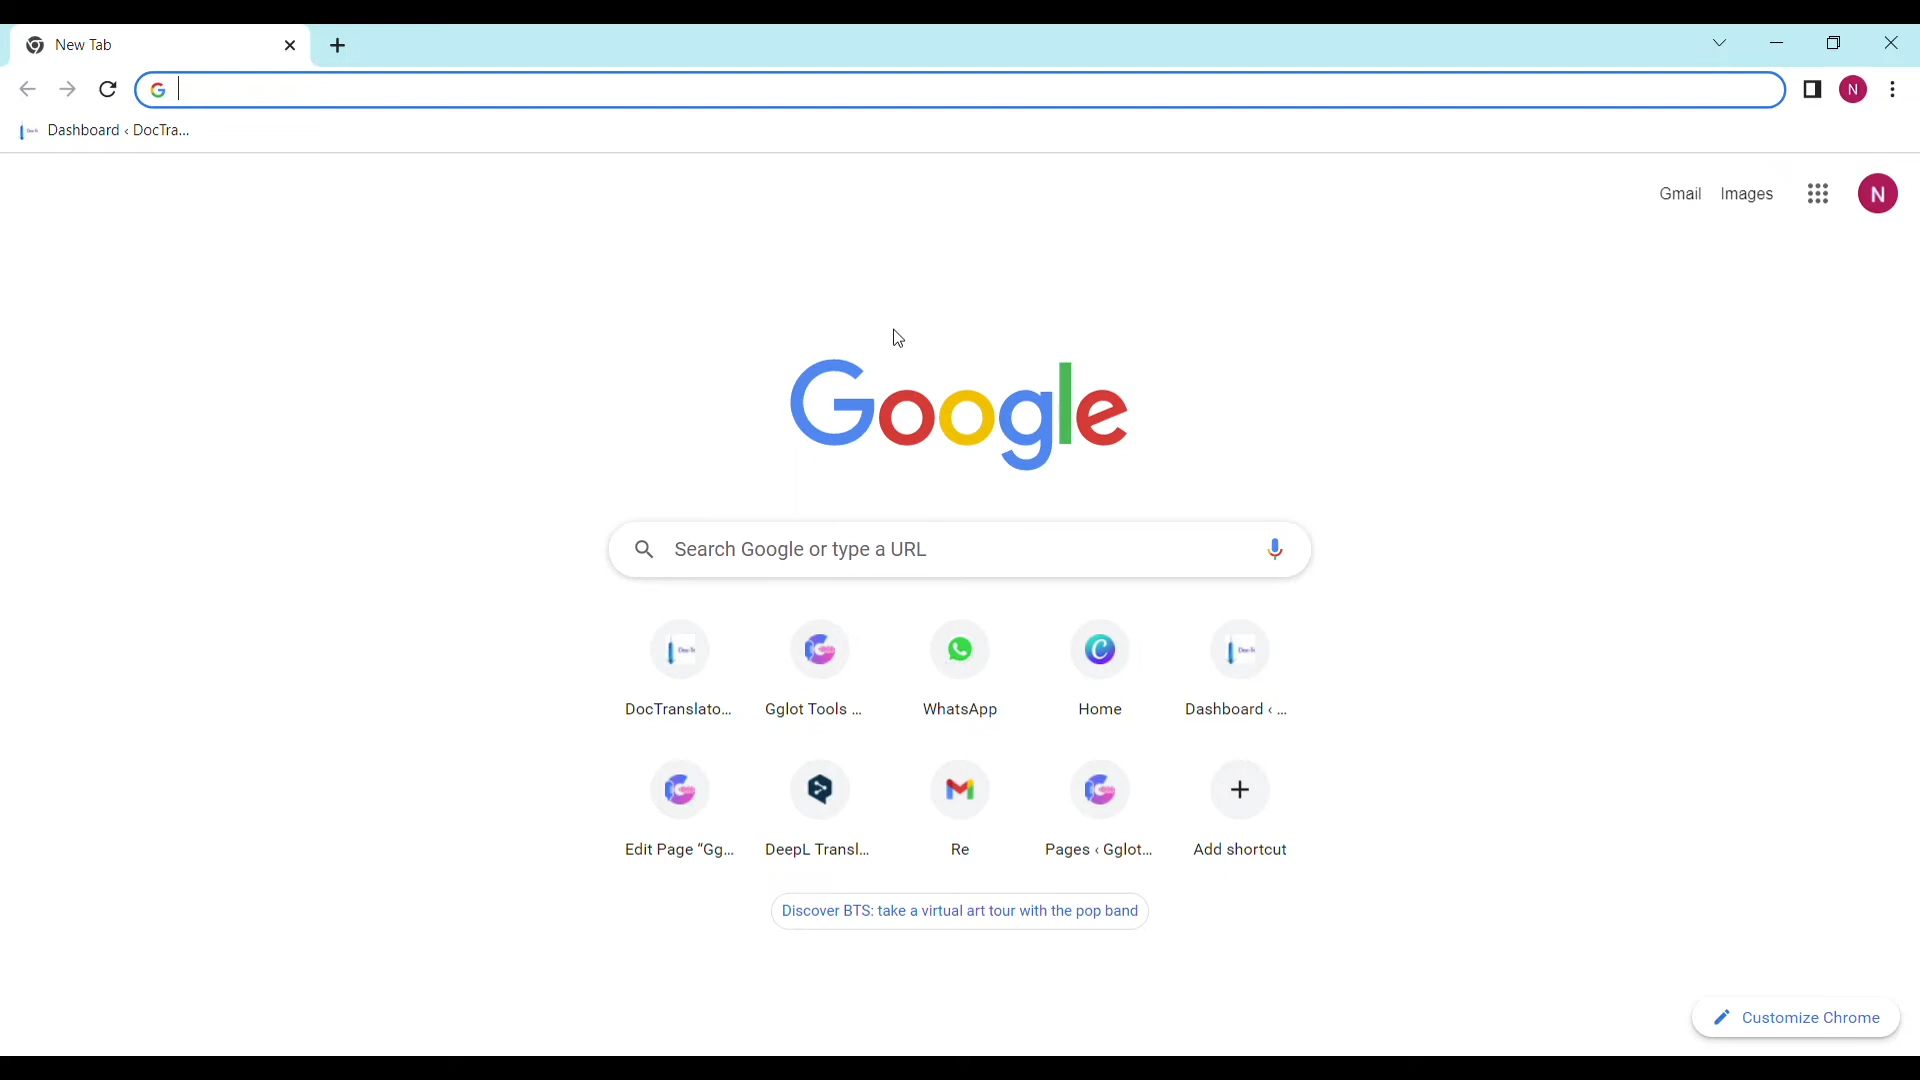 New Tab
Dashboard ‹ DocTra...
Gmail Images N
N
Google
Search Google or type a URL
DocTranslato... Gglot Tools ... WhatsApp Home Dashboard ‹ ...
Edit Page “Gg... DeepL Transl... Re Pages ‹ Gglot... Add shortcut
Discover BTS: take a virtual art tour with the pop band
Customize Chrome